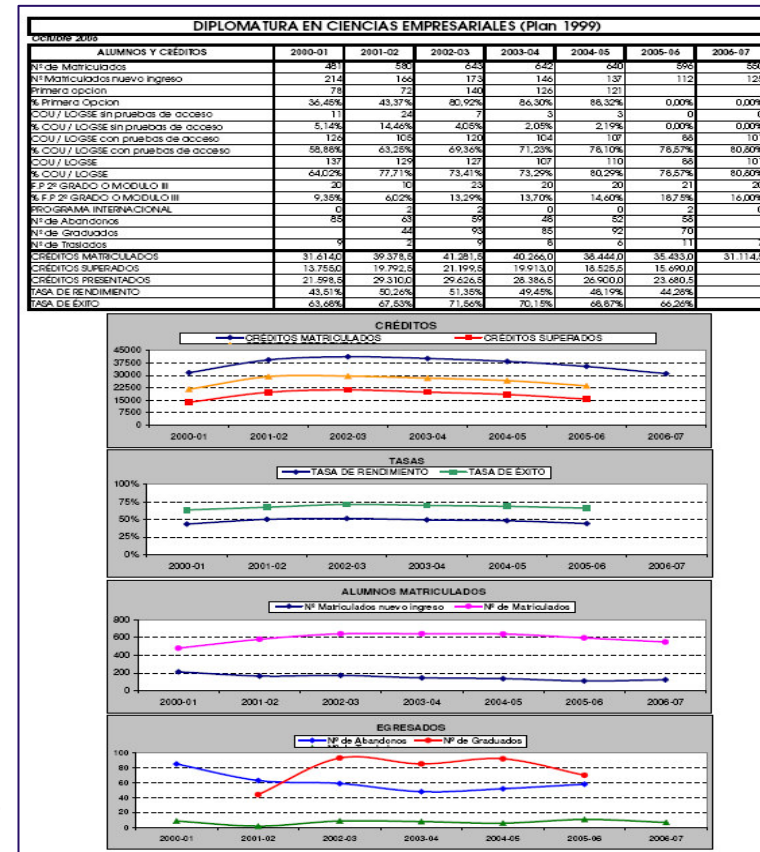 DIPLOMATURA EN CIENCIAS EMPRESARIALES (Plan 1999)
Octubre 2006
ALUMNOS Y CRÉDITOS 2000-01 2001-02 2002-03 2003-04 2004-05 2005-06 2006-07
Nº de Matriculados 481 580 643 642 640 596 550
Nº Matriculados nuevo ingreso 214 166 173 146 137 112 125
Primera opcion 78 72 140 126 121
% Primera Opcion 36,45% 43,37% 80,92% 86,30% 88,32% 0,00% 0,00%
COU / LOGSE sin pruebas de acceso 11 24 7 3 3 0 0
% COU / LOGSE sin pruebas de acceso 5,14% 14,46% 4,05% 2,05% 2,19% 0,00% 0,00%
COU / LOGSE con pruebas de acceso 126 105 120 104 107 88 101
% COU / LOGSE con pruebas de acceso 58,88% 63,25% 69,36% 71,23% 78,10% 78,57% 80,80%
COU / LOGSE 137 129 127 107 110 88 101
% COU / LOGSE 64,02% 77,71% 73,41% 73,29% 80,29% 78,57% 80,80%
F.P 2º GRADO O MODULO III 20 10 23 20 20 21 20
% F.P 2º GRADO O MODULO III 9,35% 6,02% 13,29% 13,70% 14,60% 18,75% 16,00%
PROGRAMA INTERNACIONAL 0 2 2 0 0 2 0
Nº de Abandonos 85 63 59 48 52 58
Nº de Graduados 44 93 85 92 70
Nº de Traslados 9 2 9 8 6 11
CRÉDITOS MATRICULADOS 31.614,0 39.378,5 41.281,5 40.266,0 38.444,0 35.433,0 31.114,5
CRÉDITOS SUPERADOS 13.755,0 19.792,5 21.199,5 19.913,0 18.525,5 15.690,0
CRÉDITOS PRESENTADOS 21.598,5 29.310,0 29.626,5 28.386,5 26.900,0 23.680,5
TASA DE RENDIMIENTO 43,51% 50,26% 51,35% 49,45% 48,19% 44,28%
TASA DE ÉXITO 63,68% 67,53% 71,56% 70,15% 68,87% 66,26%
CRÉDITOS
CRÉDITOS MATRICULADOS CRÉDITOS SUPERADOS
45000
37500
30000
22500
15000
7500
0
2000-01 2001-02 2002-03 2003-04 2004-05 2005-06 2006-07
TASAS
TASA DE RENDIMIENTO TASA DE ÉXITO
100%
75%
50%
25%
0%
2000-01 2001-02 2002-03 2003-04 2004-05 2005-06 2006-07
ALUMNOS MATRICULADOS
Nº Matriculados nuevo ingreso Nº de Matriculados
800
600
400
200
0
2000-01 2001-02 2002-03 2003-04 2004-05 2005-06 2006-07
EGRESADOS
Nº de Abandonos Nº de Graduados
100
80
60
40
20
0
2000-01 2001-02 2002-03 2003-04 2004-05 2005-06 2006-07